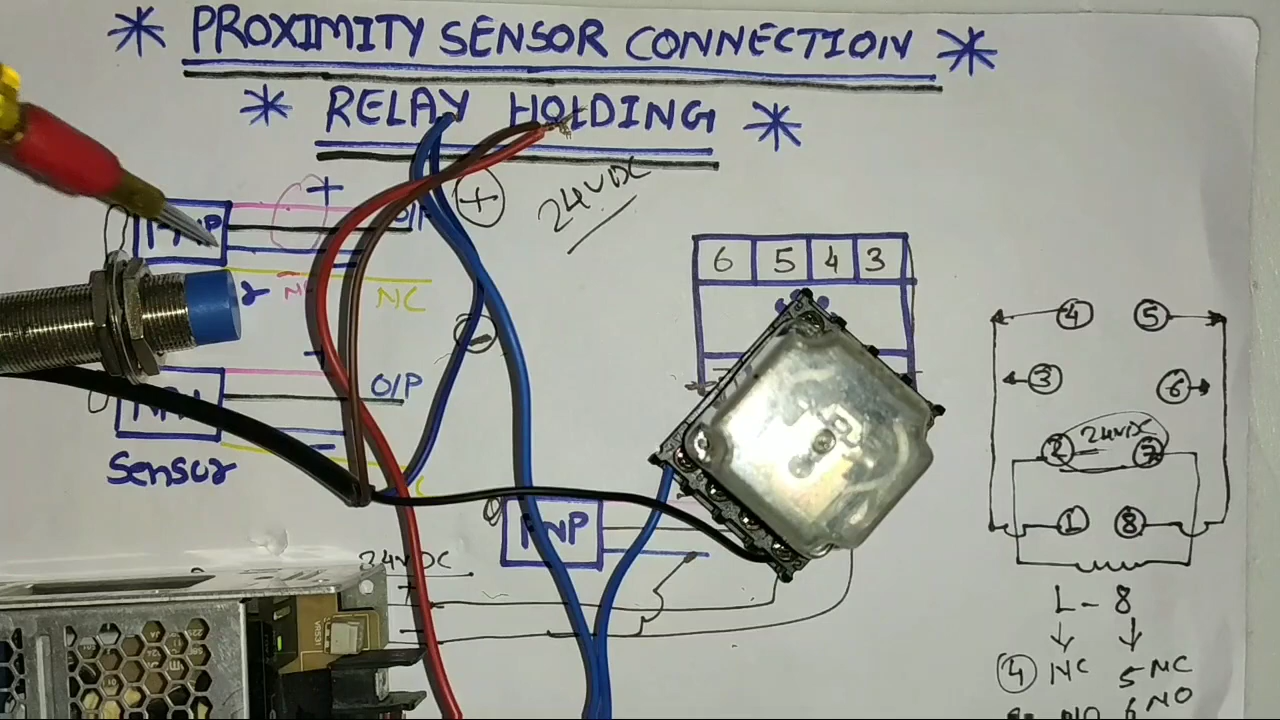 * PROXIMITY SENSOR CONNECTION *
* RELAY HOLDING *
+
O/P
+
24VDC
NC
-
-
O/P
-
Sensor
6 5 4 3
4 5
3 6
2 24VDC 7
1 8
PNP
24VDC
+
-
1 - 8
4 NC 5 NC
6 NO